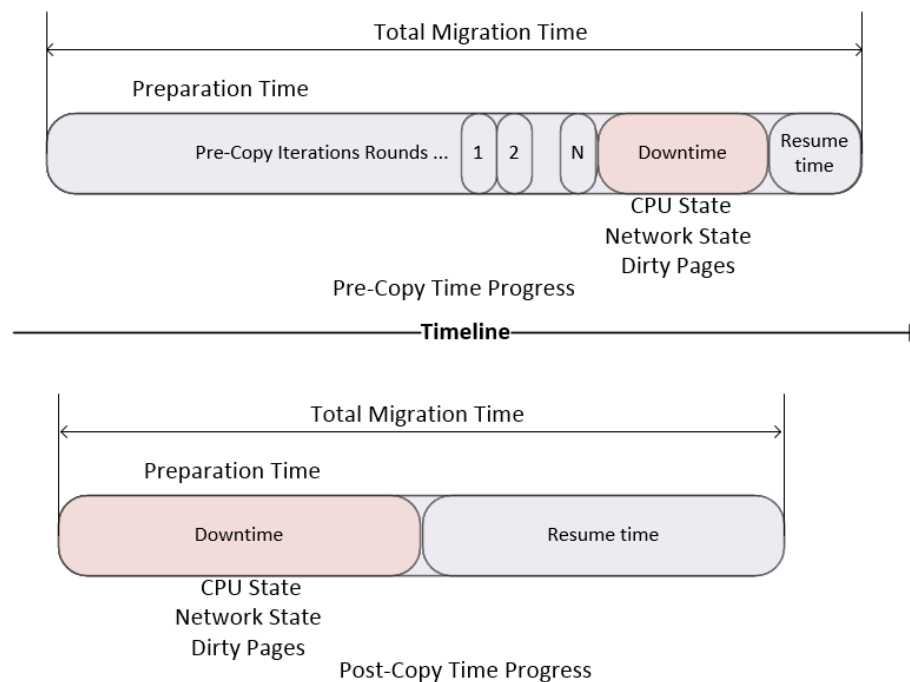 Total Migration Time
Preparation Time
Pre-Copy Iterations Rounds ... 1 2 N Downtime Resume
time
CPU State
Network State
Dirty Pages
Pre-Copy Time Progress
Timeline
Total Migration Time
Preparation Time
Downtime Resume time
CPU State
Network State
Dirty Pages
Post-Copy Time Progress